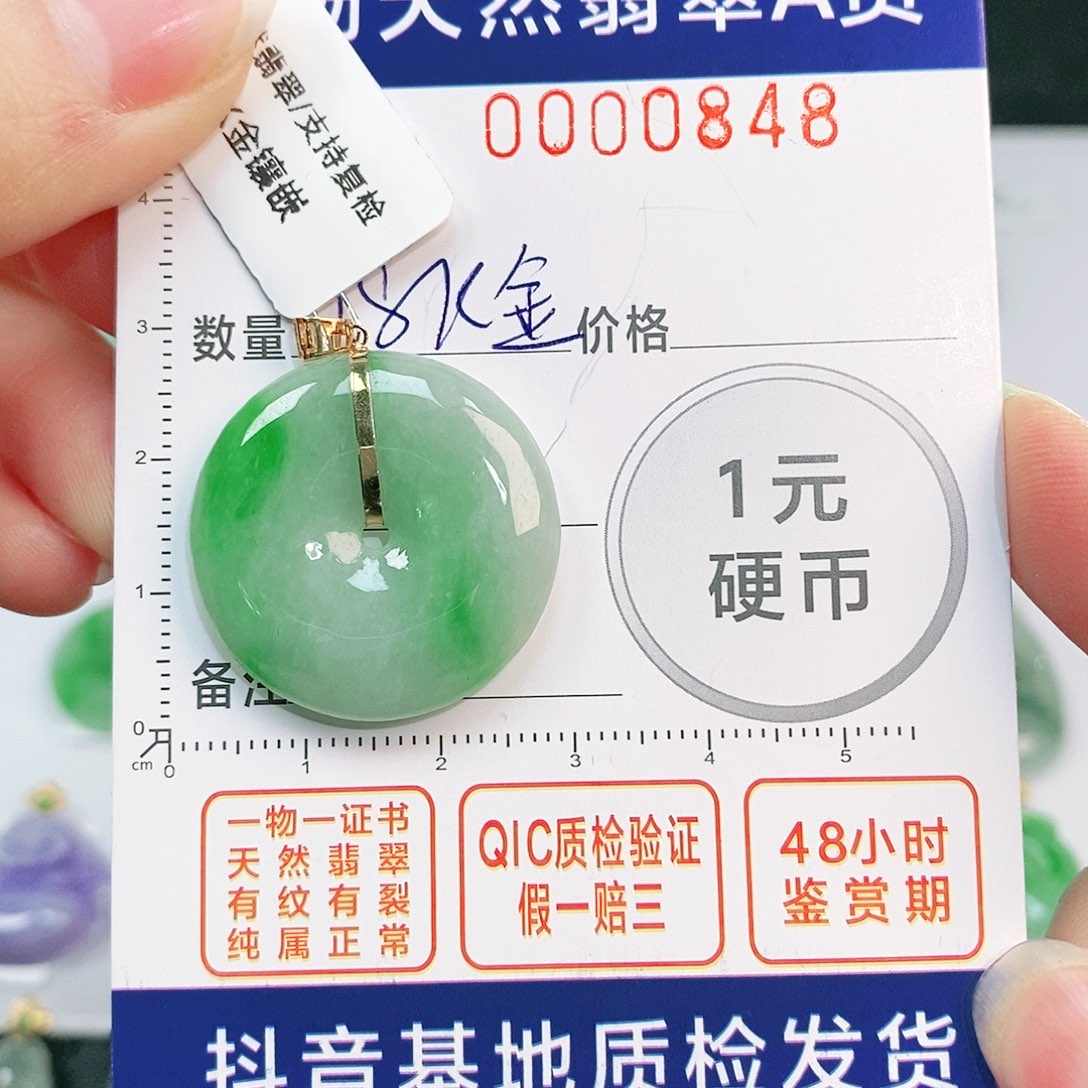 物天然翡翠A货
0000848
翡翠/支持复检
金镶嵌
数量 18K金 价格
1元
硬币
备注
4
3
2
1
0
cm 0 1 2 3 4 5
一物一证书
天然翡翠
有纹有裂
纯属正常
QIC质检验证
假一赔三
48小时
鉴赏期
抖音基地质检发货